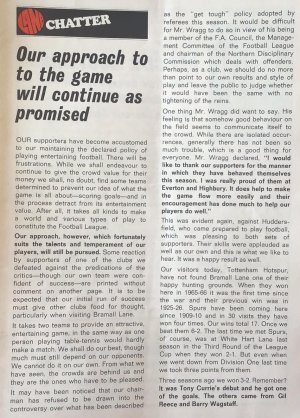 CHATTER
Our approach to
to the game
will continue as
promised
OUR supporters have become accustomed
to our maintaining the declared policy of
playing entertaining football. There will be
frustrations. While we shall endeavour to
continue to give the crowd value for their
money we shall, no doubt, find some teams
determined to prevent our idea of what the
game is all about—scoring goals—and in
the process detract from its entertainment
value. After all, it takes all kinds to make
a world and various types of play to
constitute the Football League.
Our approach, however, which fortunately
suits the talents and temperament of our
players, will still be pursued. Some reaction
by supporters of one of the clubs we
defeated against the predications of the
critics—though our own team were con-
fident of success—are printed without
comment on another page. It is to be
expected that our initial run of success
must give other clubs food for thought,
particularly when visiting Bramall Lane.
It takes two teams to provide an attractive,
entertaining game, in the same way as one
person playing table-tennis would hardly
make a match. We shall do our best, though
much must still depend on our opponents.
We cannot do it on our own. From what we
have seen, the crowds are behind us and
they are the ones who have to be pleased.
It may have been noticed that our chair-
man has refused to be drawn into the
controversy over what has been described
as the "get tough" policy adopted by
referees this season. It would be difficult
for Mr. Wragg to do so in view of his being
a member of the F.A. Council, the Manage-
ment Committee of the Football League
and chairman of the Northern Disciplinary
Commission which deals with offenders.
Perhaps, as a club, we should do no more
than point to our own results and style of
play and leave the public to judge whether
it would have been the same with no
tightening of the reins.
One thing Mr. Wragg did want to say. His
feeling is that somehow good behaviour on
the field seems to communicate itself to
the crowd. While there are isolated occur-
rences, generally there had not been so
much trouble, which is a good thing for
everyone. Mr. Wragg declared, "I would
like to thank our supporters for the manner
in which they have behaved themselves
this season. I was really proud of them at
Everton and Highbury. It does help to make
the game flow more easily and their
encouragement has done much to help our
players do well."
This was evident again, against Hudders-
field, who came prepared to play football,
which was pleasing to both sets of
supporters. Their skills were applauded as
well as our own and this is what we like to
hear. It was a happy result as well.
Our visitors today, Tottenham Hotspur,
have not found Bramall Lane one of their
happy hunting grounds. When they won
here in 1965-66 it was the first time since
the war and their previous win was in
1925-26. Spurs have been coming here
since 1909-10 and in 30 visits they have
won four times. Our wins total 17. Once we
beat them 6-2. The last time we met Spurs,
of course, was at White Hart Lane last
season in the Third Round of the League
Cup when they won 2-1. But even when
we went down from Division One last time
we took three points from them.
Three seasons ago we won 3-2. Remember?
It was Tony Currie's debut and he got one
of the goals. The others came from Gil
Reece and Barry Wagstaff.